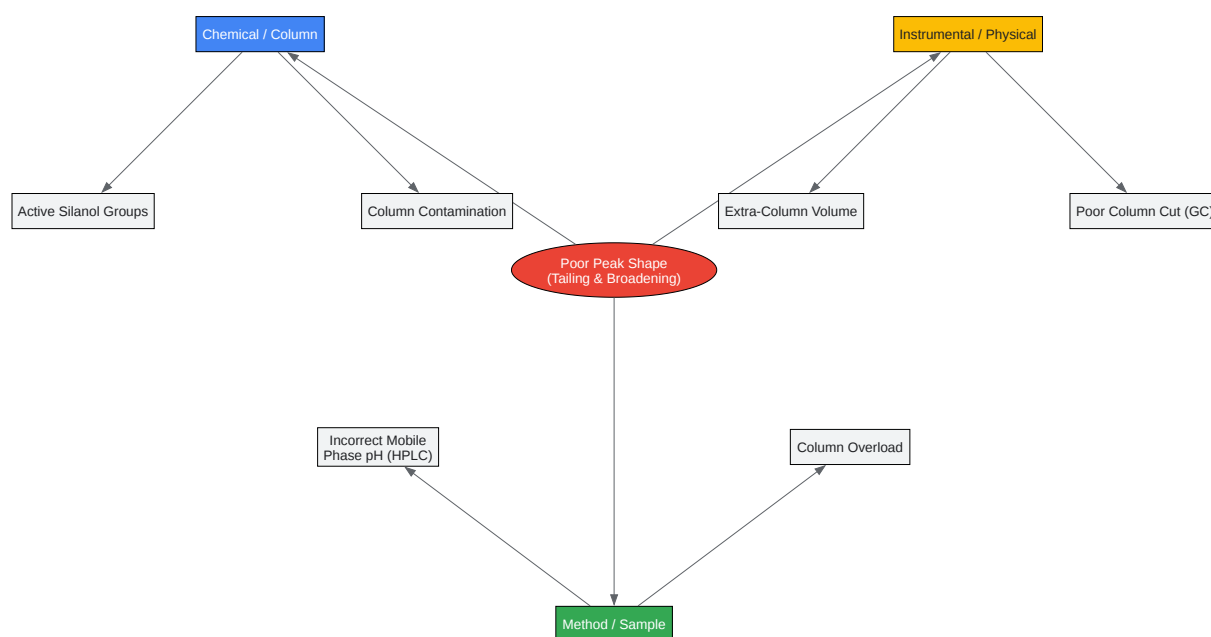 Chemical / Column
Instrumental / Physical
Active Silanol Groups
Column Contamination
Extra-Column Volume
Poor Column Cut (GC)
Poor Peak Shape
(Tailing & Broadening)
Incorrect Mobile
Phase pH (HPLC)
Column Overload
Method / Sample